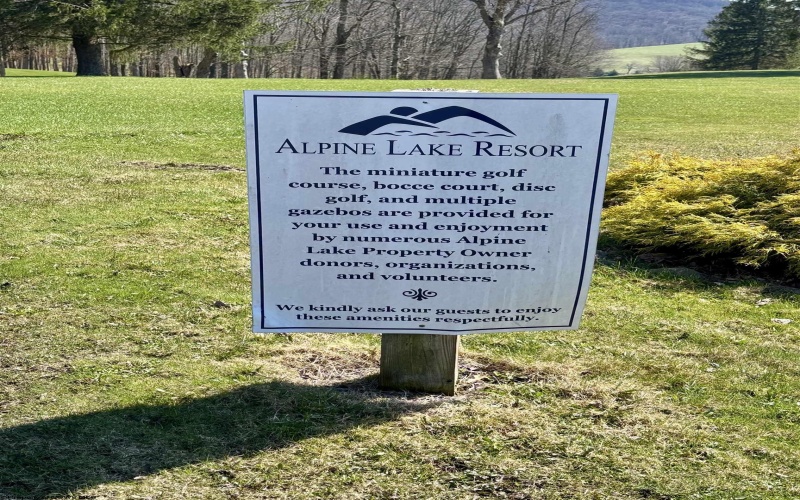 ALPINE LAKE RESORT
The miniature golf
course, bocce court, disc
golf, and multiple
gazebos are provided for
your use and enjoyment
by numerous Alpine
Lake Property Owner
donors, organizations,
and volunteers.
We kindly ask our guests to enjoy
these amenities respectfully.